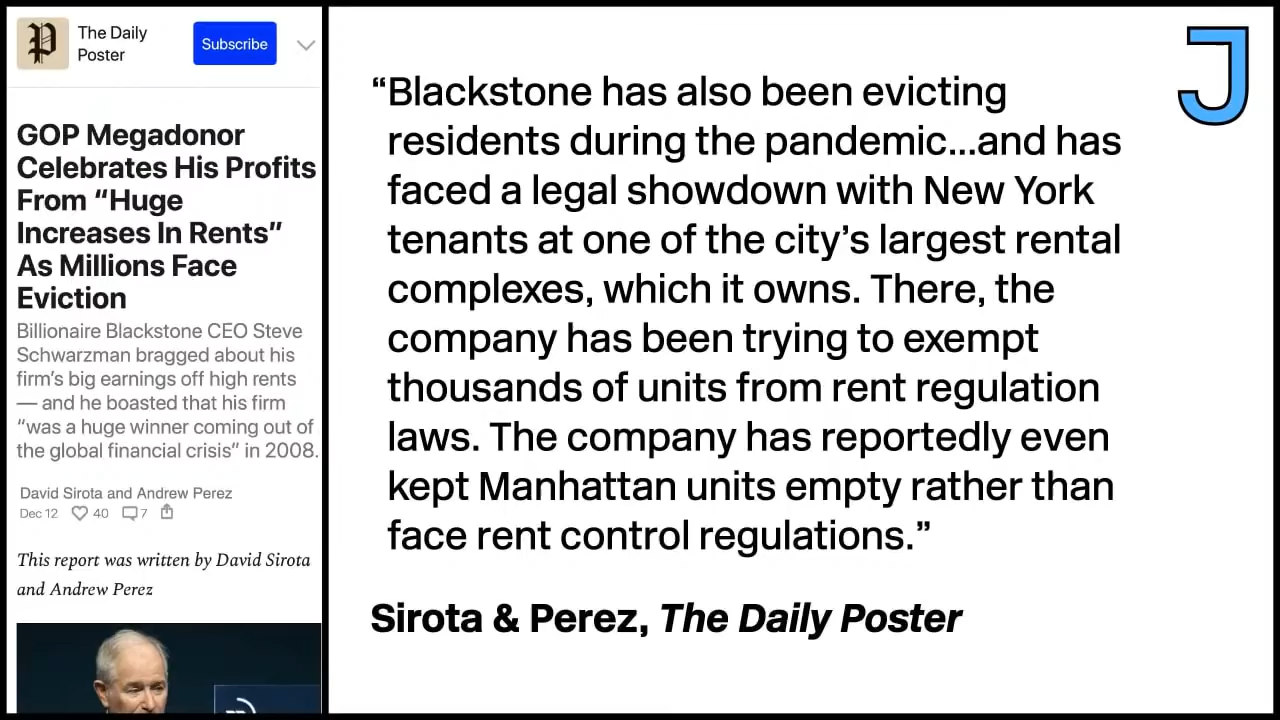 The Daily
Poster
Subscribe
GOP Megadonor
Celebrates His Profits
From “Huge
Increases In Rents”
As Millions Face
Eviction
Billionaire Blackstone CEO Steve
Schwarzman bragged about his
firm’s big earnings off high rents
— and he boasted that his firm
“was a huge winner coming out of
the global financial crisis” in 2008.
David Sirota and Andrew Perez
Dec 12 40 7
This report was written by David Sirota
and Andrew Perez
“Blackstone has also been evicting
residents during the pandemic...and has
faced a legal showdown with New York
tenants at one of the city’s largest rental
complexes, which it owns. There, the
company has been trying to exempt
thousands of units from rent regulation
laws. The company has reportedly even
kept Manhattan units empty rather than
face rent control regulations.”
Sirota & Perez, The Daily Poster
J